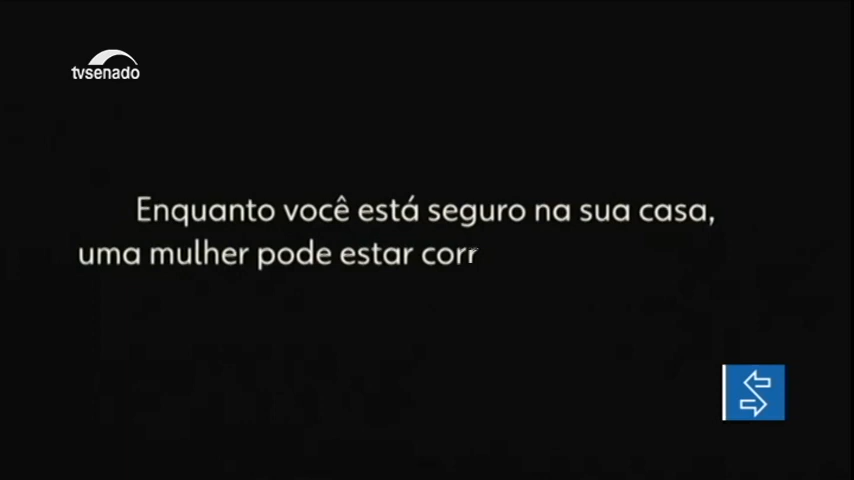 tvsenado
Enquanto você está seguro na sua casa,
uma mulher pode estar corr